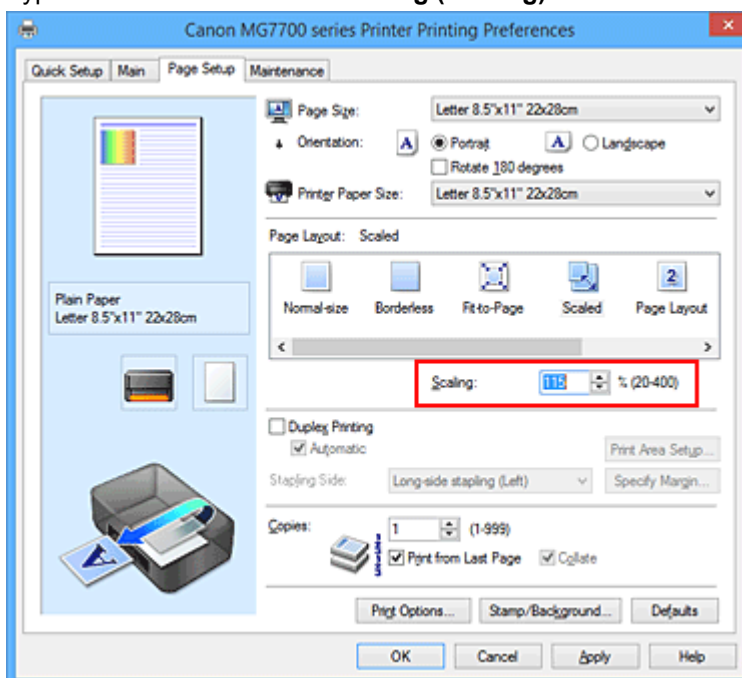 Canon MG7700 series Printer Printing Preferences
Quick Setup Main Page Setup Maintenance
Page Size: Letter 8.5"x11" 22x28cm
Orientation: A Portrait A Landscape
Rotate 180 degrees
Printer Paper Size: Letter 8.5"x11" 22x28cm
Page Layout: Scaled
Plain Paper
Letter 8.5"x11" 22x28cm
Normal-size Borderless Fit-to-Page Scaled 2 Page Layout
Scaling: 115 % (20-400)
Duplex Printing
Automatic Print Area Setup...
Stapling Side: Long-side stapling (Left) Specify Margin...
Copies: 1 (1-999)
Print from Last Page Collate
A
Print Options... Stamp/Background... Defaults
OK Cancel Apply Help